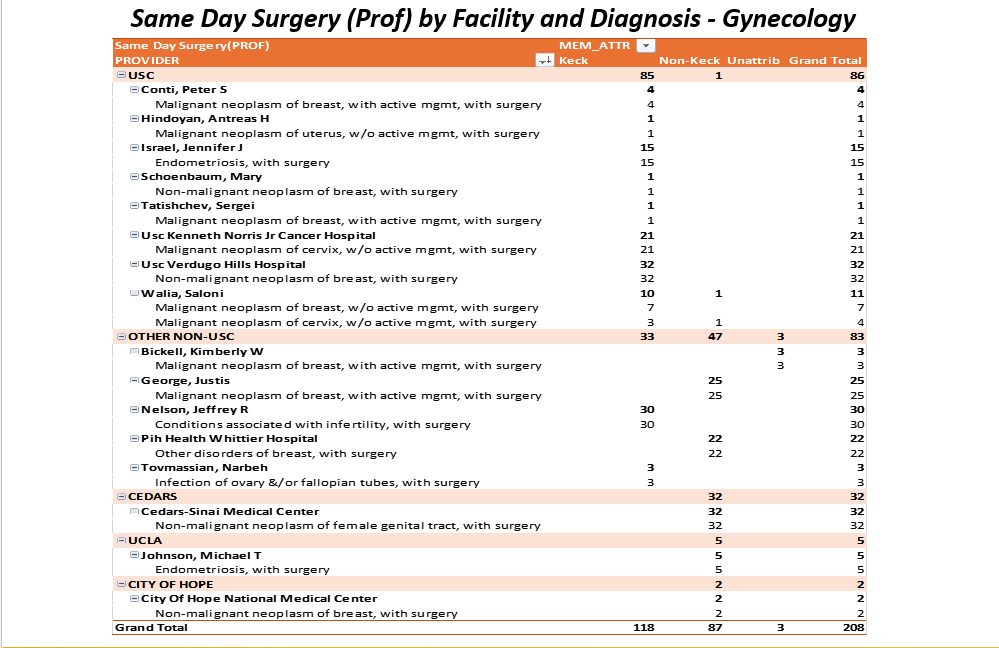 Same Day Surgery (Prof) by Facility and Diagnosis - Gynecology
Same Day Surgery(PROF) MEM_ATTR
PROVIDER Keck Non-Keck Unattrib Grand Total
USC 85 1 86
Conti, Peter S 4 4
Malignant neoplasm of breast, with active mgmt, with surgery 4 4
Hindoyan, Antreas H 1 1
Malignant neoplasm of uterus, w/o active mgmt, with surgery 1 1
Israel, Jennifer J 15 15
Endometriosis, with surgery 15 15
Schoenbaum, Mary 1 1
Non-malignant neoplasm of breast, with surgery 1 1
Tatishchev, Sergei 1 1
Malignant neoplasm of breast, with active mgmt, with surgery 1 1
Usc Kenneth Norris Jr Cancer Hospital 21 21
Malignant neoplasm of cervix, w/o active mgmt, with surgery 21 21
Usc Verdugo Hills Hospital 32 32
Non-malignant neoplasm of breast, with surgery 32 32
Walia, Saloni 10 1 11
Malignant neoplasm of breast, w/o active mgmt, with surgery 7 7
Malignant neoplasm of cervix, w/o active mgmt, with surgery 3 1 4
OTHER NON-USC 33 47 3 83
Bickell, Kimberly W 3 3
Malignant neoplasm of breast, with active mgmt, with surgery 3 3
George, Justis 25 25
Malignant neoplasm of breast, with active mgmt, with surgery 25 25
Nelson, Jeffrey R 30 30
Conditions associated with infertility, with surgery 30 30
Pih Health Whittier Hospital 22 22
Other disorders of breast, with surgery 22 22
Tovmassian, Narbeh 3 3
Infection of ovary &/or fallopian tubes, with surgery 3 3
CEDARS 32 32
Cedars-Sinai Medical Center 32 32
Non-malignant neoplasm of female genital tract, with surgery 32 32
UCLA 5 5
Johnson, Michael T 5 5
Endometriosis, with surgery 5 5
CITY OF HOPE 2 2
City Of Hope National Medical Center 2 2
Non-malignant neoplasm of breast, with surgery 2 2
Grand Total 118 87 3 208